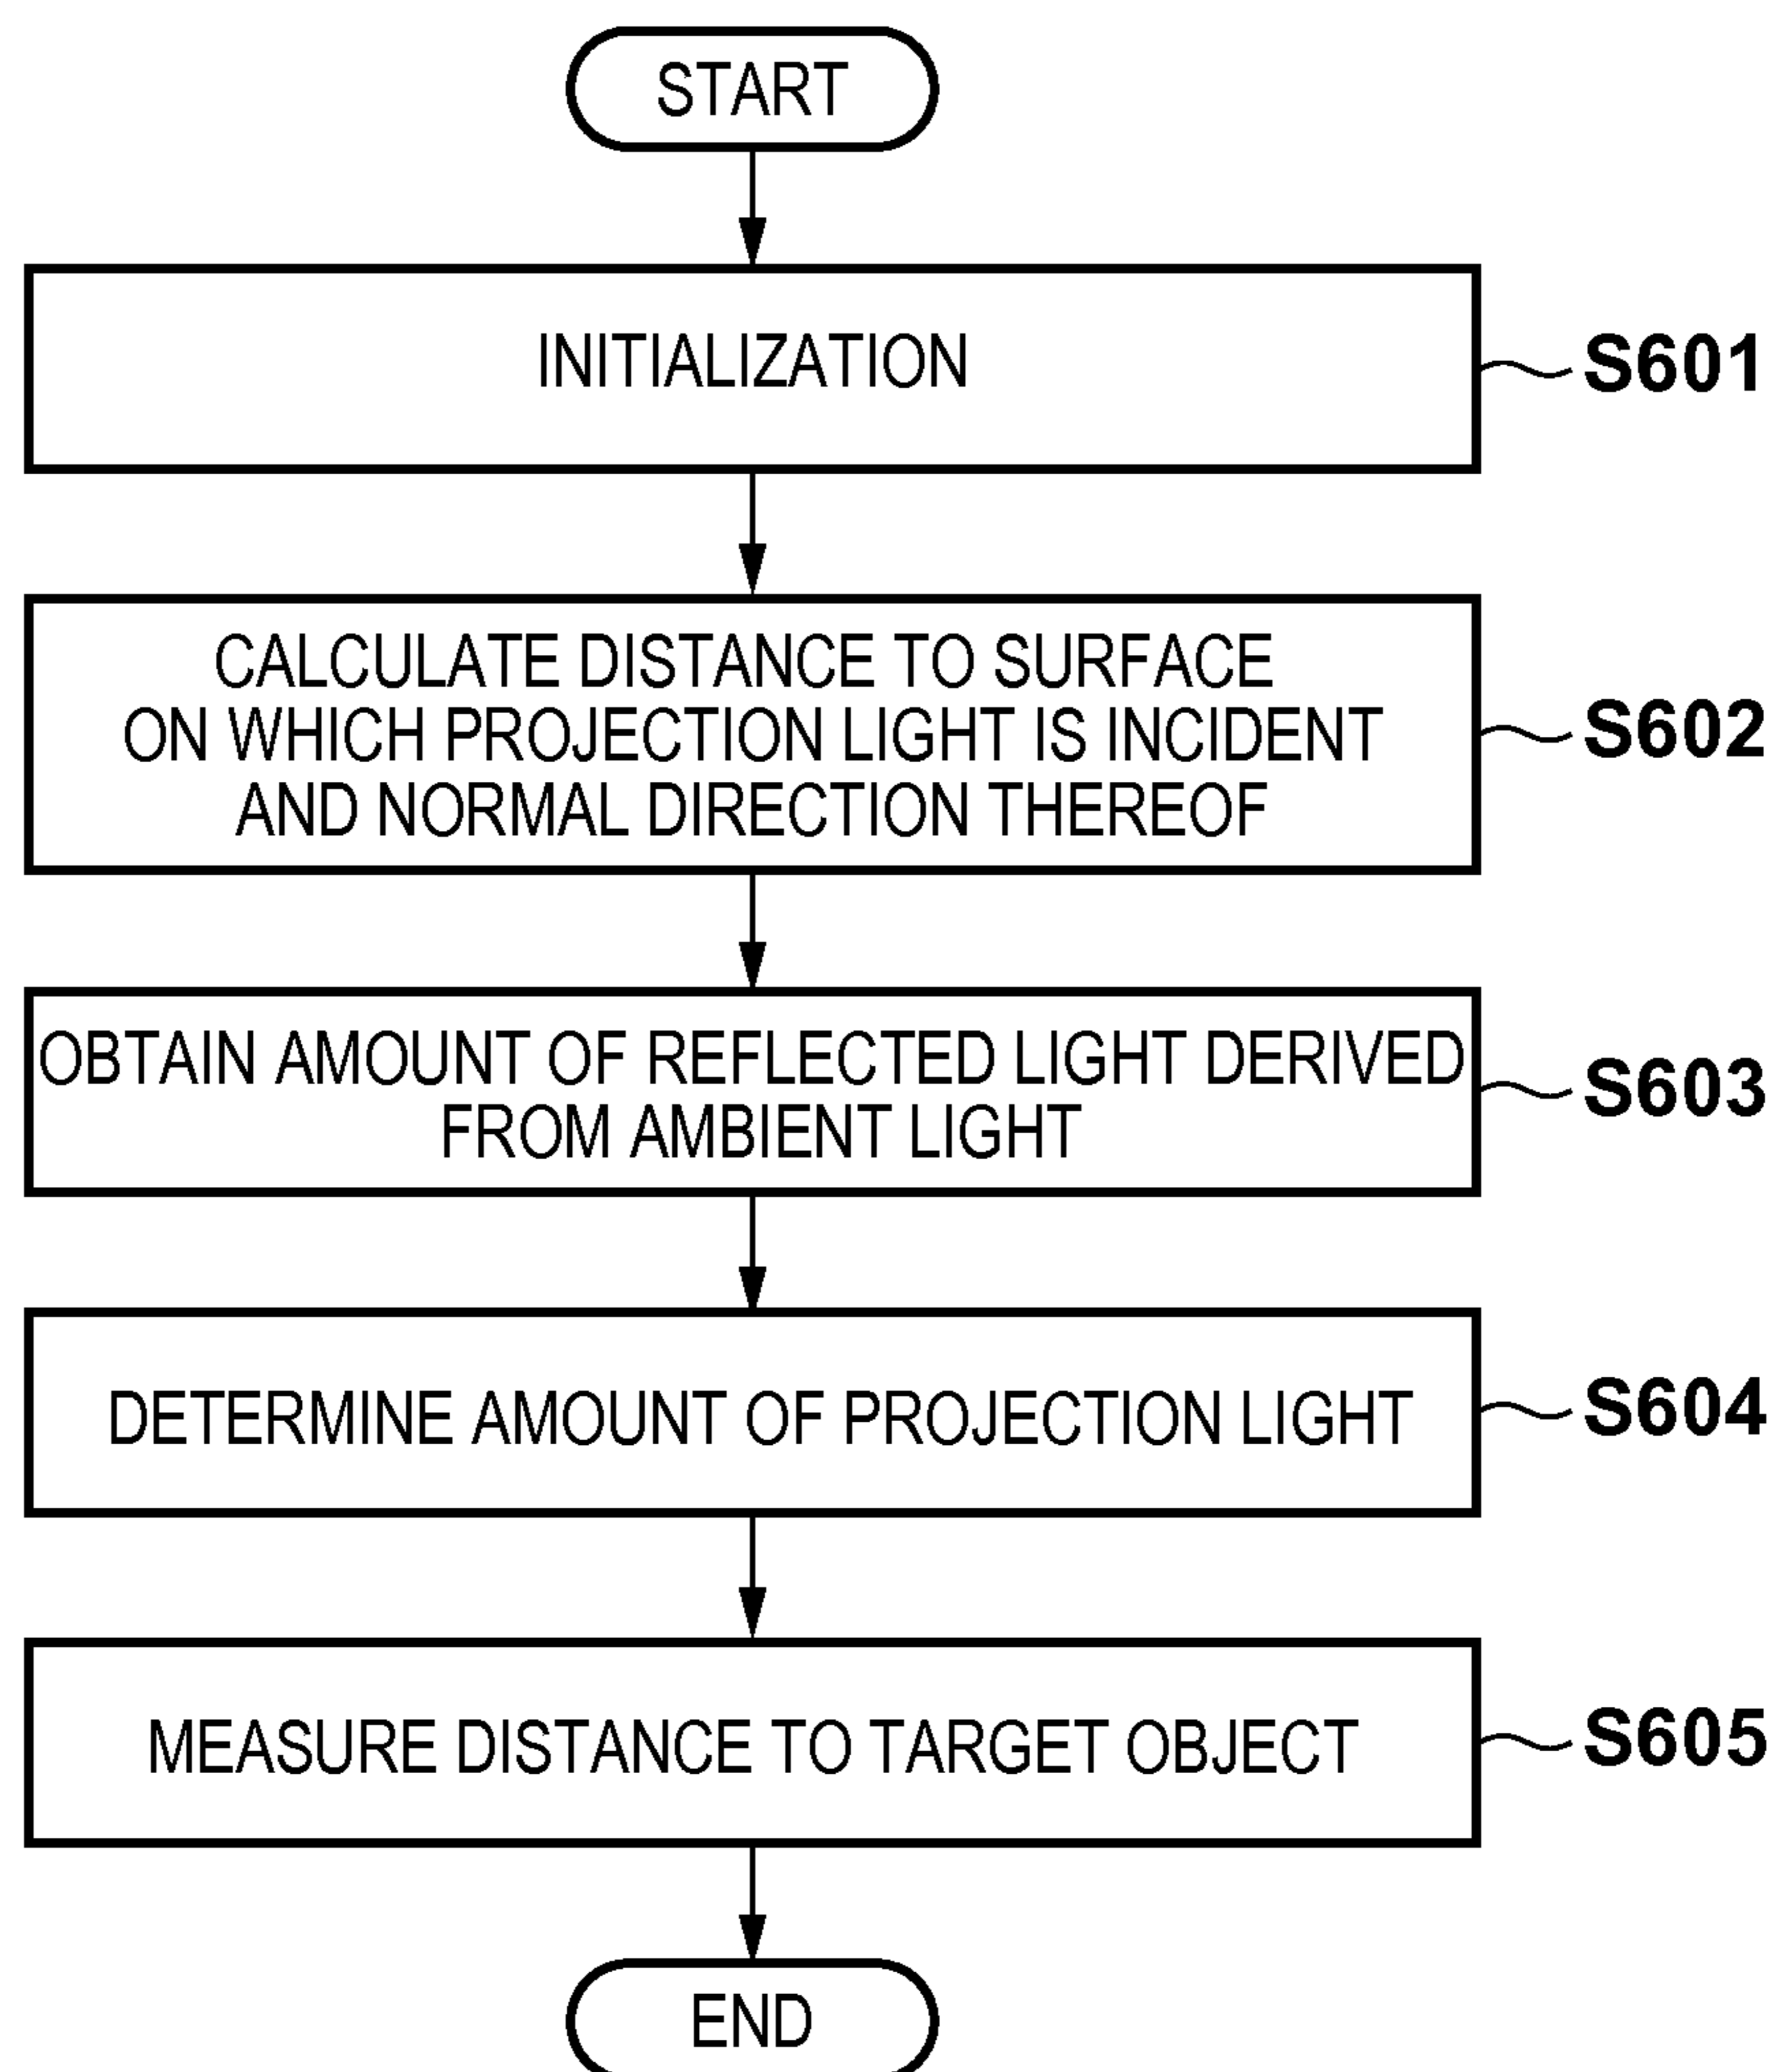 START
INITIALIZATION
S601
CALCULATE DISTANCE TO SURFACE
ON WHICH PROJECTION LIGHT IS INCIDENT
AND NORMAL DIRECTION THEREOF
S602
OBTAIN AMOUNT OF REFLECTED LIGHT DERIVED
FROM AMBIENT LIGHT
S603
DETERMINE AMOUNT OF PROJECTION LIGHT
S604
MEASURE DISTANCE TO TARGET OBJECT
S605
END